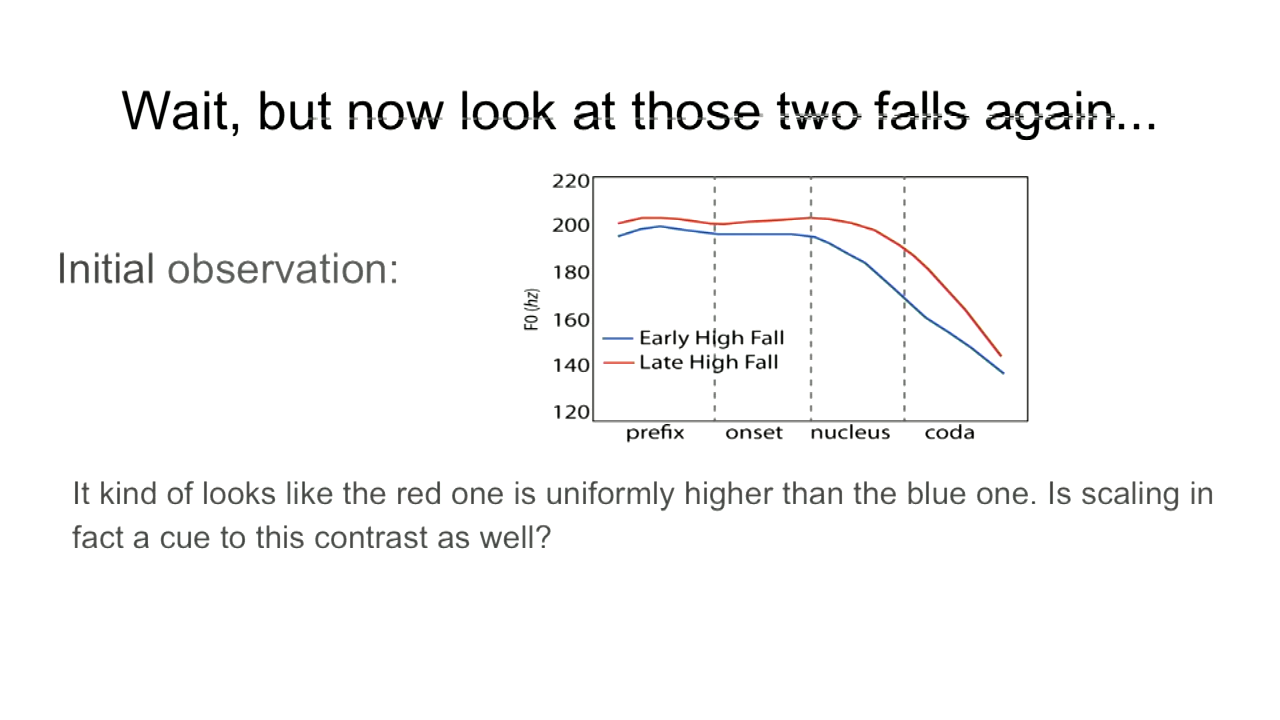 Wait, but now look at those two falls again...
220
200
Initial observation:
180
160
140
120
F0 (hz)
Early High Fall
Late High Fall
prefix onset nucleus coda
It kind of looks like the red one is uniformly higher than the blue one. Is scaling in
fact a cue to this contrast as well?